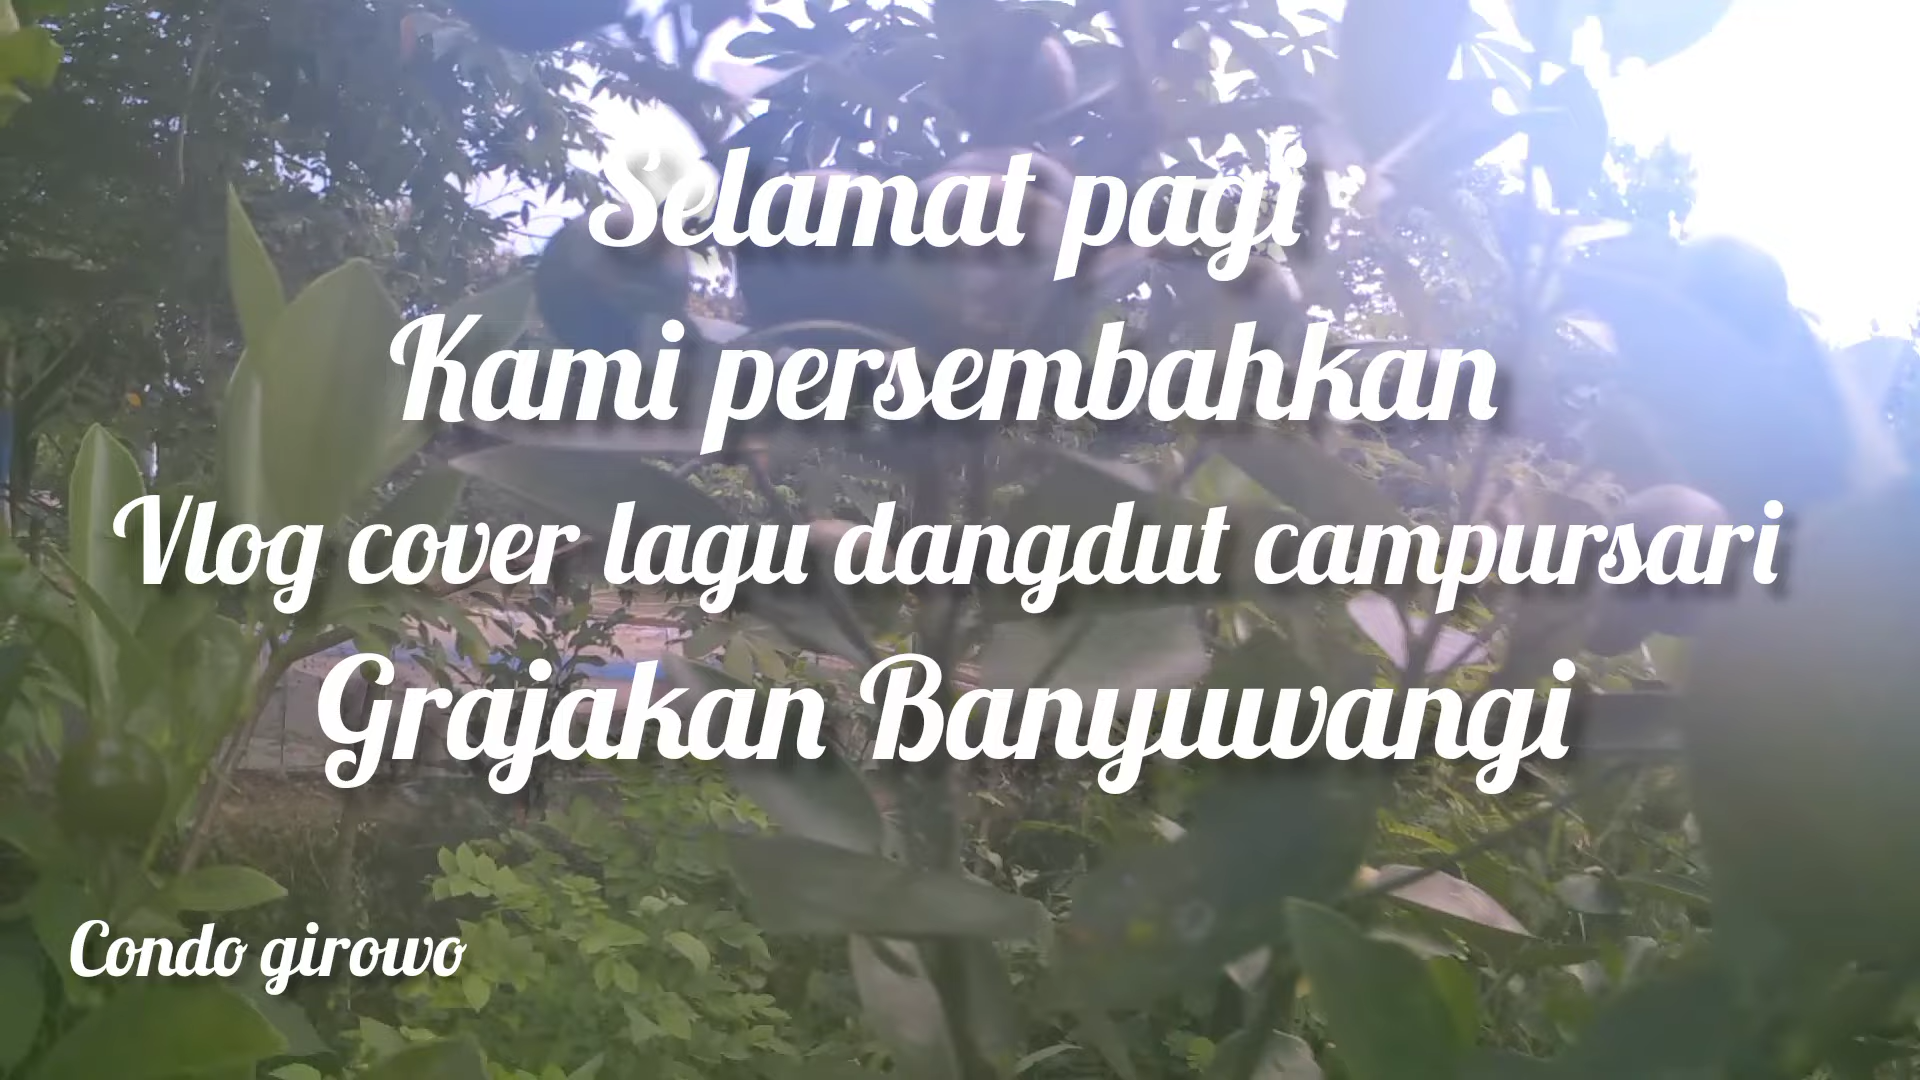 Selamat pagi
Kami persembahkan
Vlog cover lagu dangdut campursari
Grajakan Banyuwangi
Condo girowo